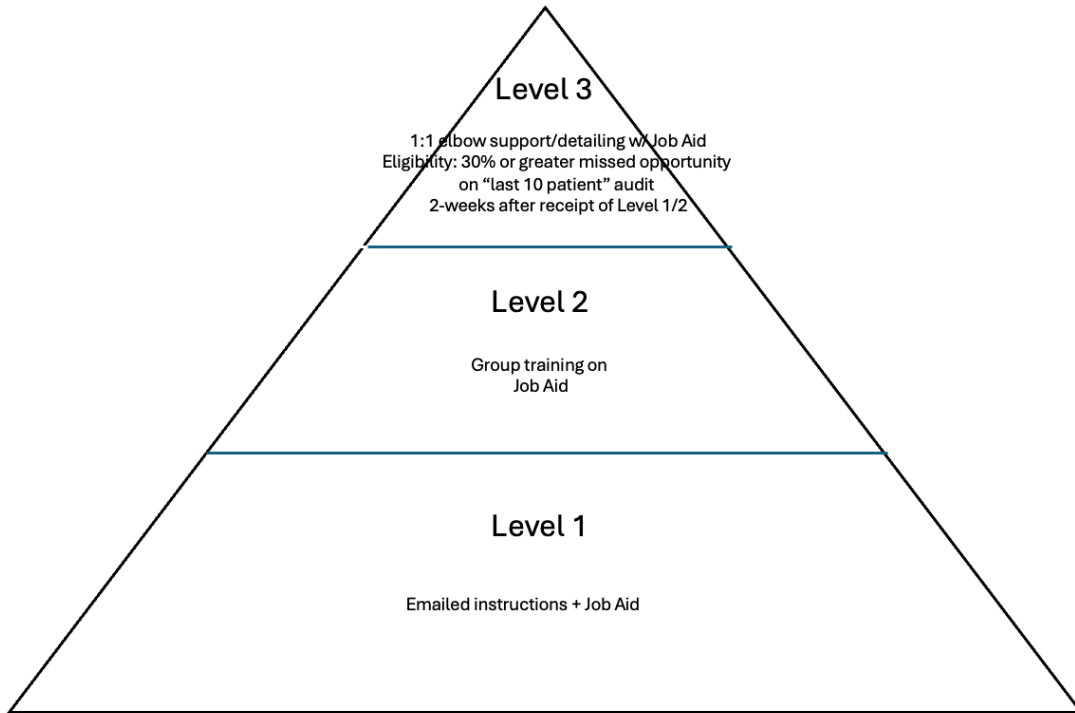 Level 3
1:1 elbow support/detailing w/ Job Aid
Eligibility: 30% or greater missed opportunity
on “last 10 patient” audit
2-weeks after receipt of Level 1/2
Level 2
Group training on
Job Aid
Level 1
Emailed instructions + Job Aid